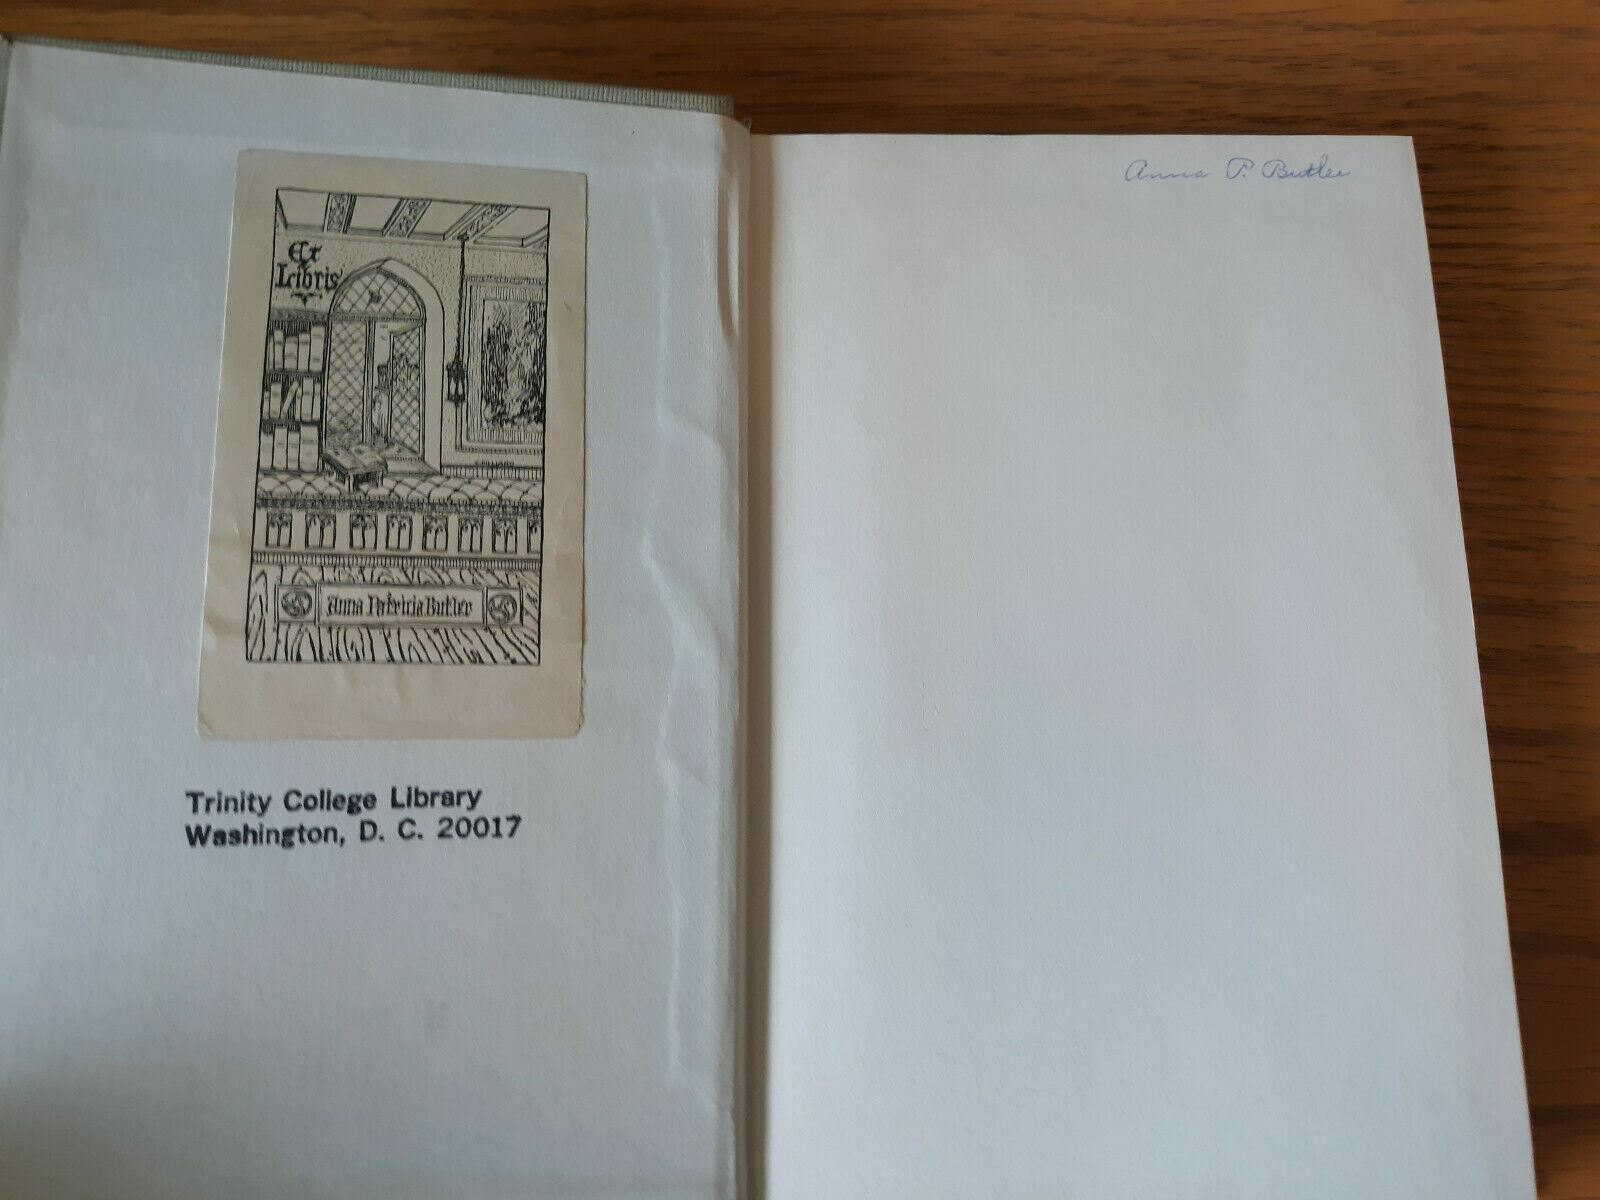 Ex
Libris
Anna Patricia Butler
Trinity College Library
Washington, D. C. 20017
Anna P. Butler